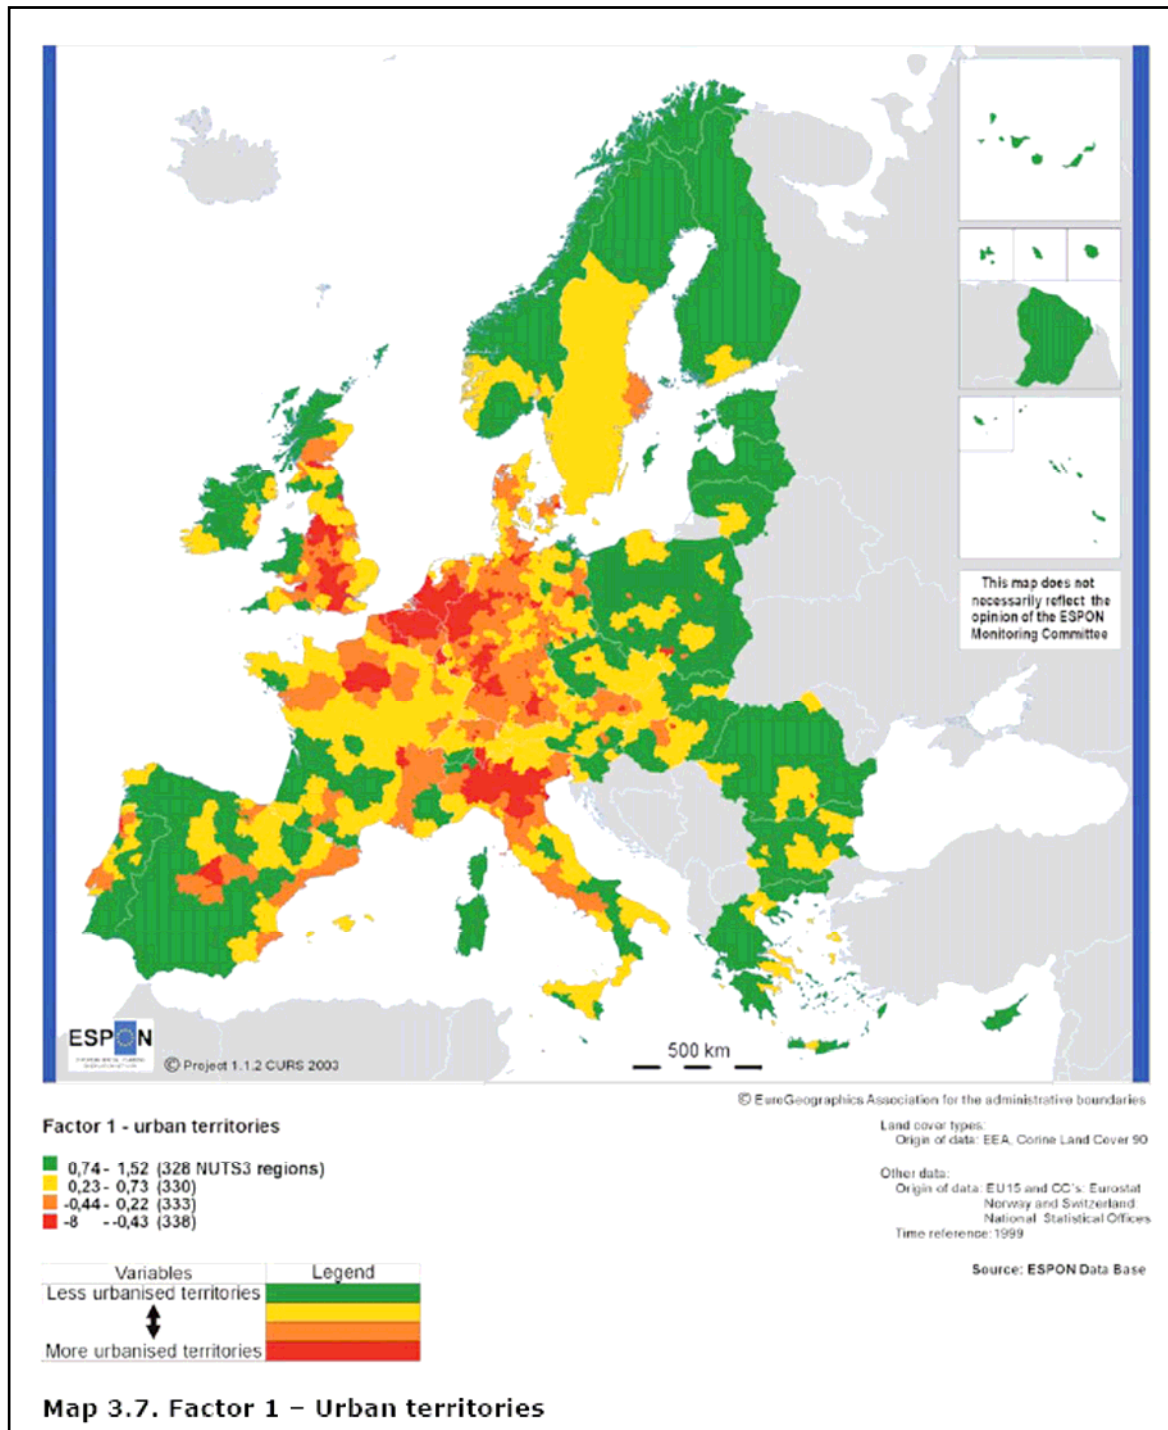 This map does not
necessarily reflect the
opinion of the ESPON
Monitoring Committee
ESPON
© Project 1.1.2 CURS 2003
500 km
© EuroGeographics Association for the administrative boundaries
Factor 1 - urban territories
0,74 - 1,52 (328 NUTS3 regions)
0,23 - 0,73 (330)
-0,44 - 0,22 (333)
-8 - -0,43 (338)
Land cover types:
Origin of data: EEA, Corine Land Cover 90
Other data:
Origin of data: EU15 and CC's: Eurostat
Norway and Switzerland:
National Statistical Offices
Time reference: 1999
Source: ESPON Data Base
Variables Legend
Less urbanised territories
More urbanised territories
Map 3.7. Factor 1 – Urban territories